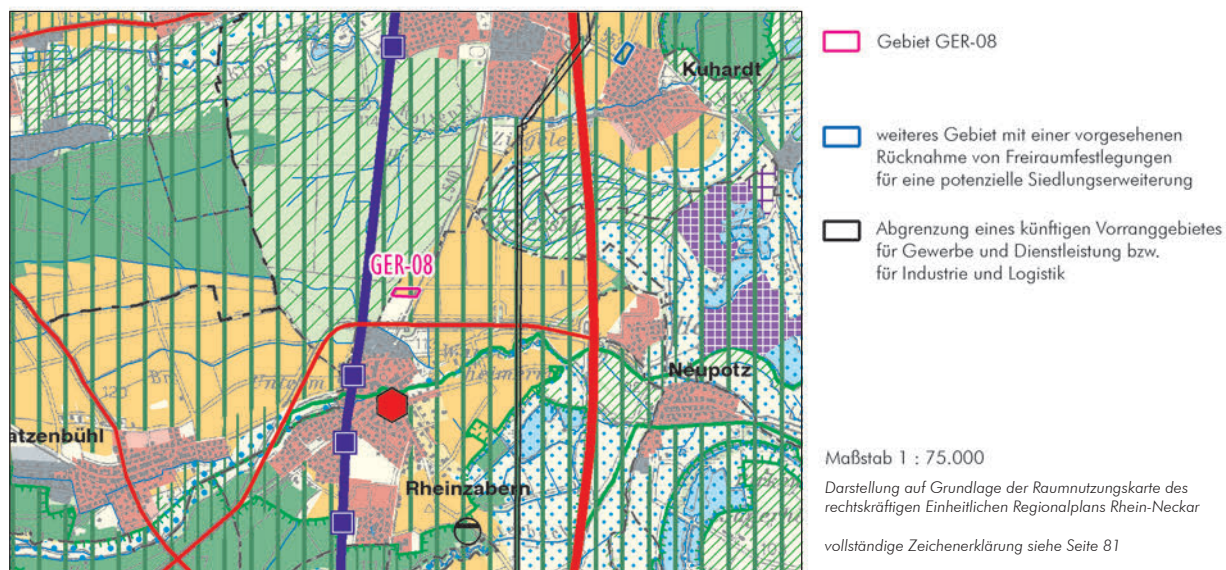 Kuhardt
L 540
GER-08
Neupotz
atzenbühl
Rheinzabern
Gebiet GER-08
weiteres Gebiet mit einer vorgesehenen
Rücknahme von Freiraumfestlegungen
für eine potenzielle Siedlungserweiterung
Abgrenzung eines künftigen Vorranggebietes
für Gewerbe und Dienstleistung bzw.
für Industrie und Logistik
Maßstab 1 : 75.000
Darstellung auf Grundlage der Raumnutzungskarte des
rechtskräftigen Einheitlichen Regionalplans Rhein-Neckar
vollständige Zeichenerklärung siehe Seite 81